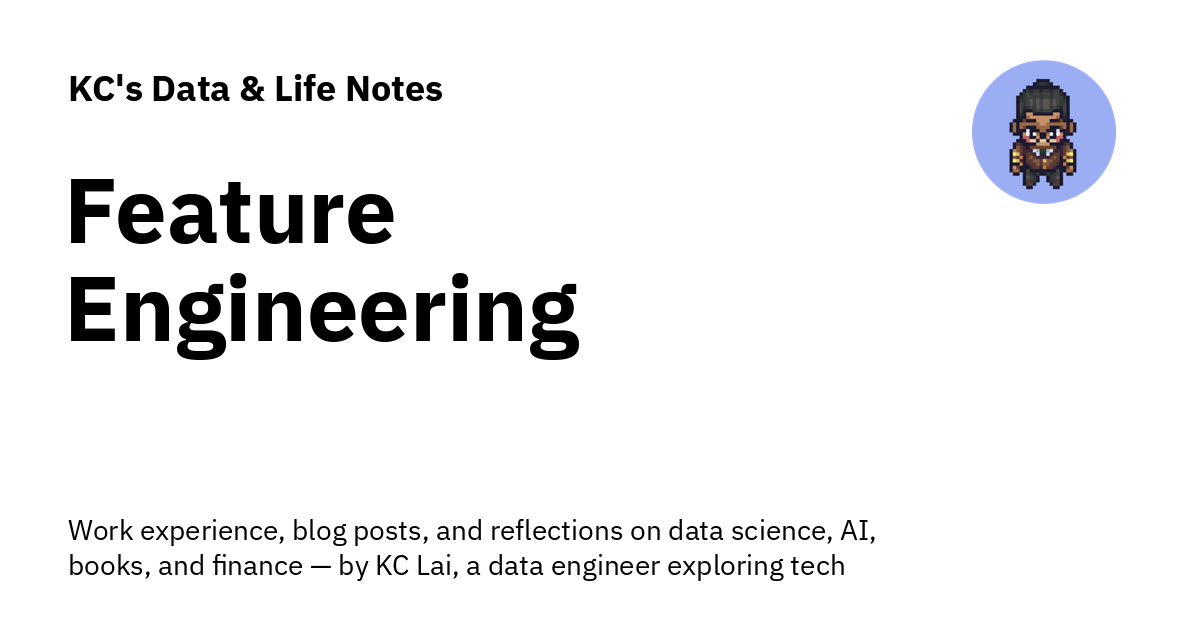 KC's Data & Life Notes
Feature
Engineering
Work experience, blog posts, and reflections on data science, AI,
books, and finance — by KC Lai, a data engineer exploring tech